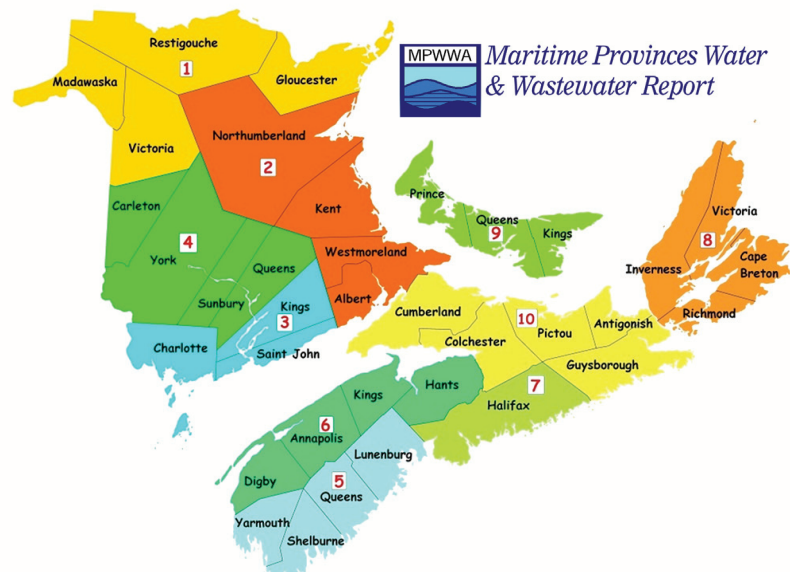 MPWWA
Maritime Provinces Water
& Wastewater Report
Restigouche
1
Madawaska
Gloucester
Victoria
Northumberland
2
Kent
Carleton
4
York
Queens
Sunbury
Westmoreland
Albert
Kings
3
Charlotte
Saint John
Prince
Queens
9
Kings
Victoria
8
Inverness
Cape
Breton
Richmond
Cumberland
10
Colchester
Pictou
Antigonish
Guysborough
7
Halifax
Hants
Kings
6
Annapolis
Digby
Lunenburg
5
Queens
Yarmouth
Shelburne